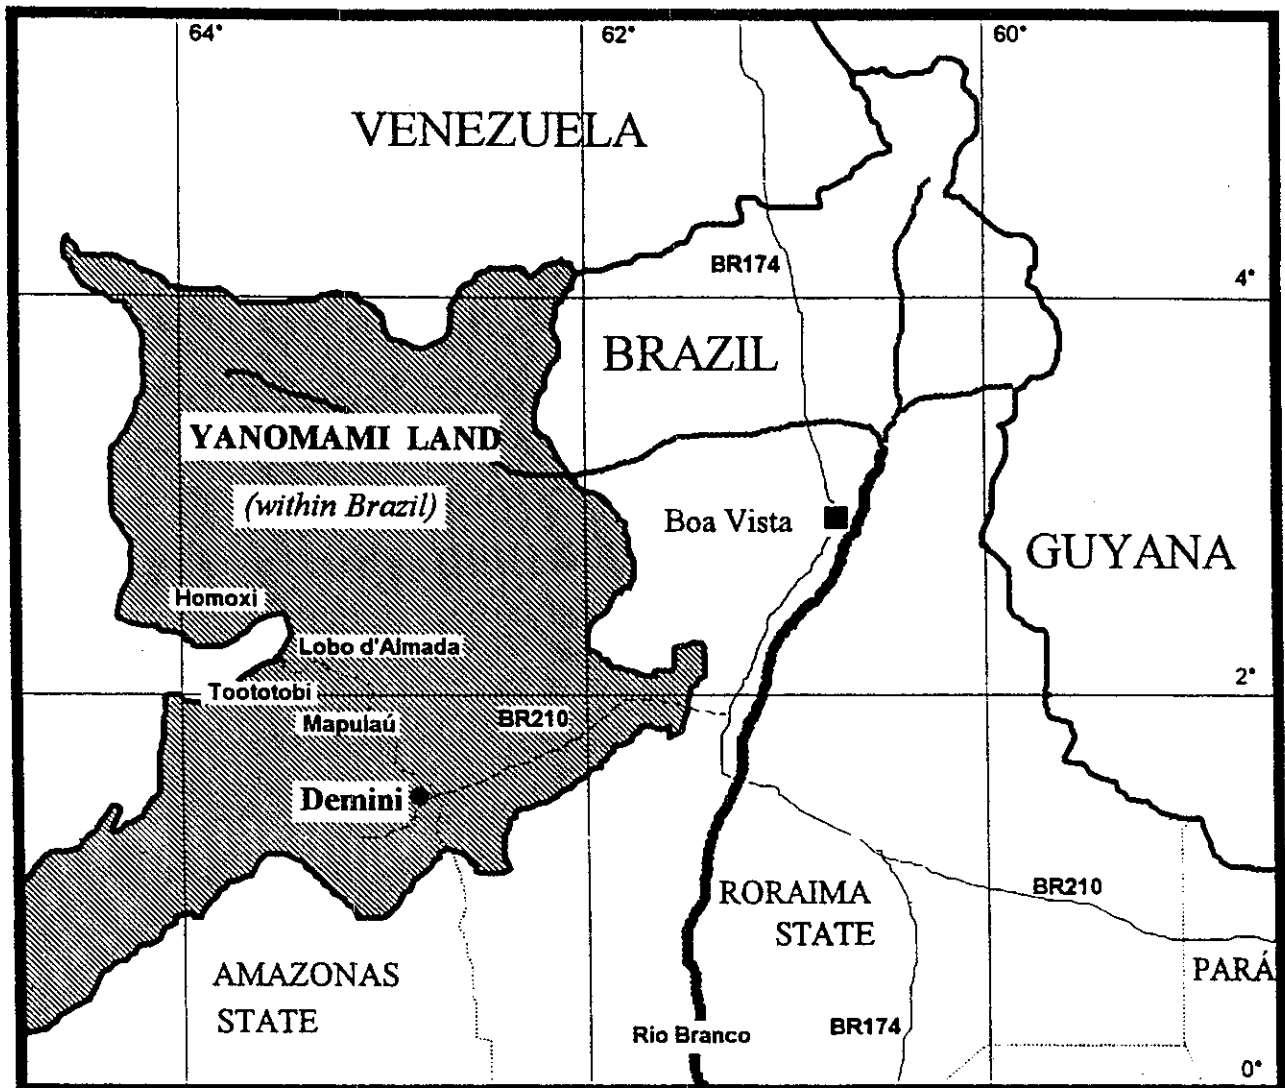 64°
62°
60°
VENEZUELA
BR174
4°
BRAZIL
YANOMAMI LAND
(within Brazil)
Boa Vista
GUYANA
Homoxi
Lobo d'Almada
Tootobi
2°
Mapulaú
BR210
Demini
RORAIMA
STATE
BR210
AMAZONAS
STATE
PARÁ
Rio Branco
BR174
0°